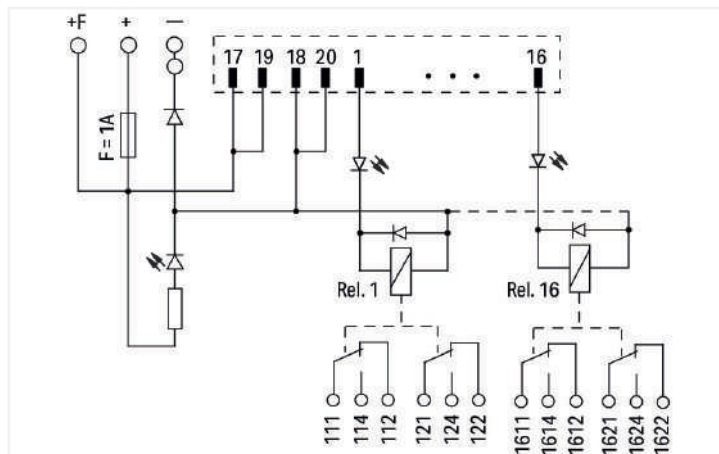 +F + —
17 19 18 20 1 • • • 16
F = 1A
Rel. 1 Rel. 16
111 114 112 121 124 122 1611 1614 1612 1621 1624 1622